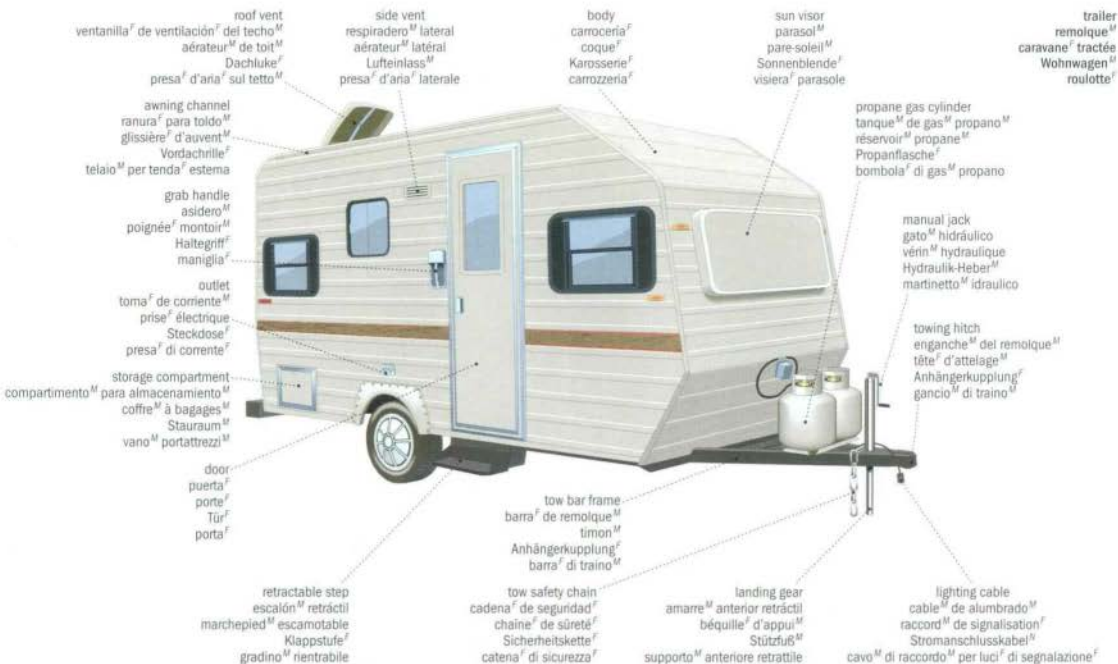 roof vent
ventanilla^F de ventilación^F del techo^M
aérateur^M de toit^M
Dachluke^F
presa^F d'aria^F sul tetto^M
side vent
respiradero^M lateral
aérateur^M latéral
Lufteinlass^M
presa^F d'aria^F laterale
body
carrocería^F
coque^F
Karosserie^F
carrozzeria^F
sun visor
parasol^M
pare-soleil^M
Sonnenblende^F
visiera^F parasole
trailer
remolque^M
caravane^F tractée
Wohnwagen^M
roulotte^F
awning channel
ranura^F para toldo^M
glissière^F d'auvent^M
Vordachrille^F
telaio^M per tenda^F esterna
propane gas cylinder
tanque^M de gas^M propano^M
réservoir^M propane^M
Propanflasche^F
bombola^F di gas^M propano
grab handle
asidero^M
poignée^F montoir^M
Haltegriff^F
maniglia^F
manual jack
gato^M hidráulico
vérin^M hydraulique
Hydraulik-Heber^M
martinetto^M idraulico
outlet
toma^F de corriente^M
prise^F électrique
Steckdose^F
presa^F di corrente^F
towing hitch
enganche^M del remolque^M
tête^F d'attelage^M
Anhängerkupplung^F
gancio^M di traino^M
storage compartment
compartimento^M para almacenamiento^M
coffre^M à bagages^M
Stauraum^M
vano^M portattrezzi^M
door
puerta^F
porte^F
Tür^F
porta^F
tow bar frame
barra^F de remolque^M
timon^M
Anhängerkupplung^F
barra^F di traino^M
retractable step
escalón^M retráctil
marchepied^M escamotable
Klappstufe^F
gradino^M rientrabile
tow safety chain
cadena^F de seguridad^F
chaîne^F de sûreté^F
Sicherheitskette^F
catena^F di sicurezza^F
landing gear
amarre^M anterior retráctil
béquille^F d'appui^M
Stützfuß^M
supporto^M anteriore retrattile
lighting cable
cable^M de alumbrado^M
raccord^M de signalisation^F
Stromanschlusskabel^N
cavo^M di raccordo^M per luci^F di segnalazione^F